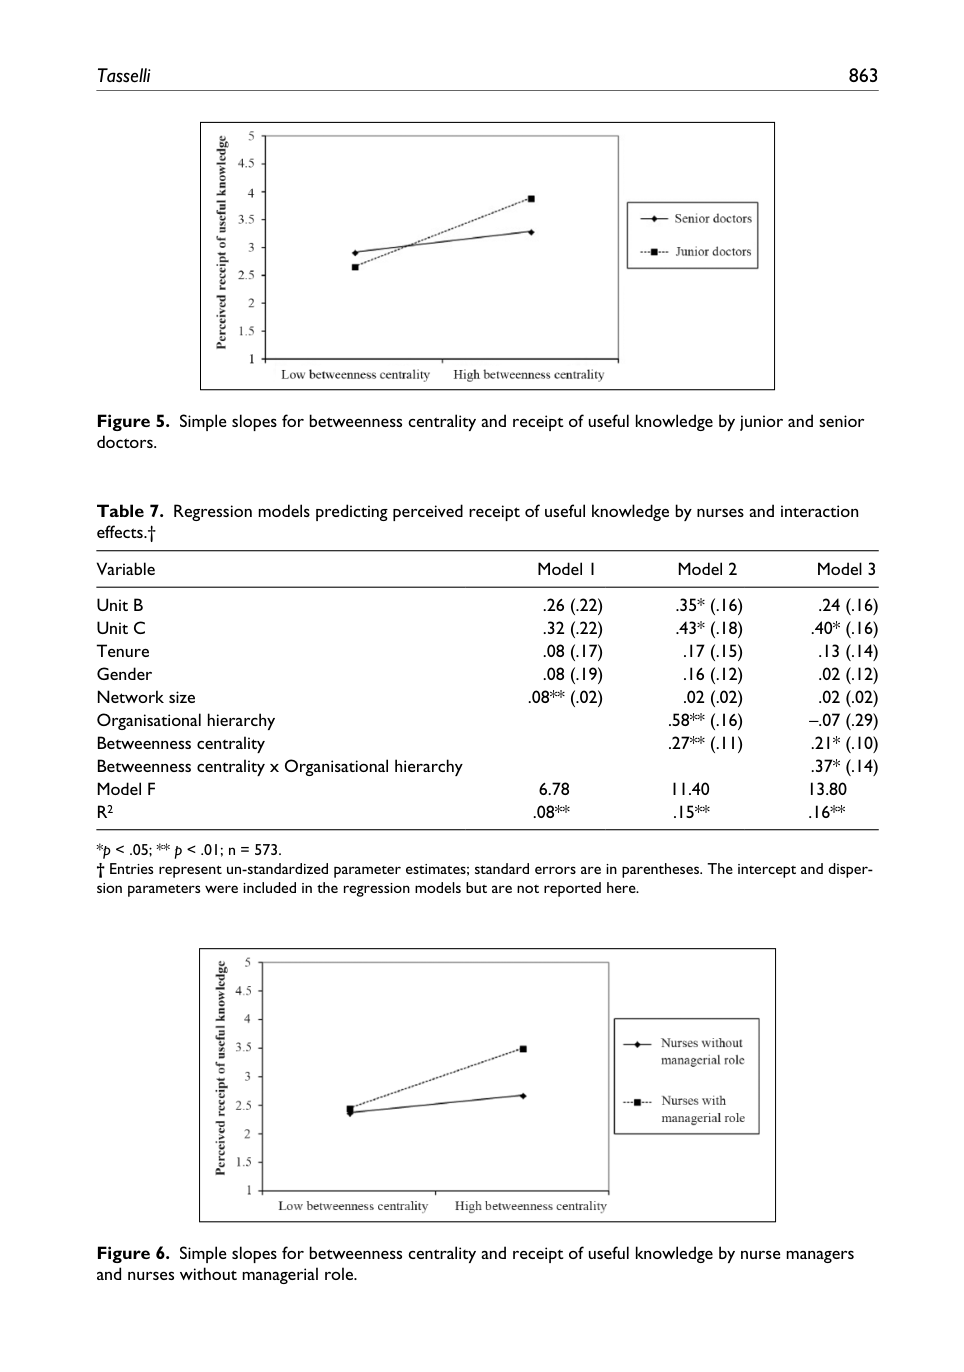 Tasselli 863
Perceived receipt of useful knowledge
5
4.5
4
3.5
3
2.5
2
1.5
1
Low betweenness centrality High betweenness centrality
Senior doctors
Junior doctors
Figure 5. Simple slopes for betweenness centrality and receipt of useful knowledge by junior and senior
doctors.
Table 7. Regression models predicting perceived receipt of useful knowledge by nurses and interaction
effects.†
Variable Model 1 Model 2 Model 3
Unit B .26 (.22) .35* (.16) .24 (.16)
Unit C .32 (.22) .43* (.18) .40* (.16)
Tenure .08 (.17) .17 (.15) .13 (.14)
Gender .08 (.19) .16 (.12) .02 (.12)
Network size .08** (.02) .02 (.02) .02 (.02)
Organisational hierarchy .58** (.16) –.07 (.29)
Betweenness centrality .27** (.11) .21* (.10)
Betweenness centrality x Organisational hierarchy .37* (.14)
Model F 6.78 11.40 13.80
R² .08** .15** .16**
*p < .05; ** p < .01; n = 573.
† Entries represent un-standardized parameter estimates; standard errors are in parentheses. The intercept and disper-
sion parameters were included in the regression models but are not reported here.
Perceived receipt of useful knowledge
5
4.5
4
3.5
3
2.5
2
1.5
1
Low betweenness centrality High betweenness centrality
Nurses without
managerial role
Nurses with
managerial role
Figure 6. Simple slopes for betweenness centrality and receipt of useful knowledge by nurse managers
and nurses without managerial role.